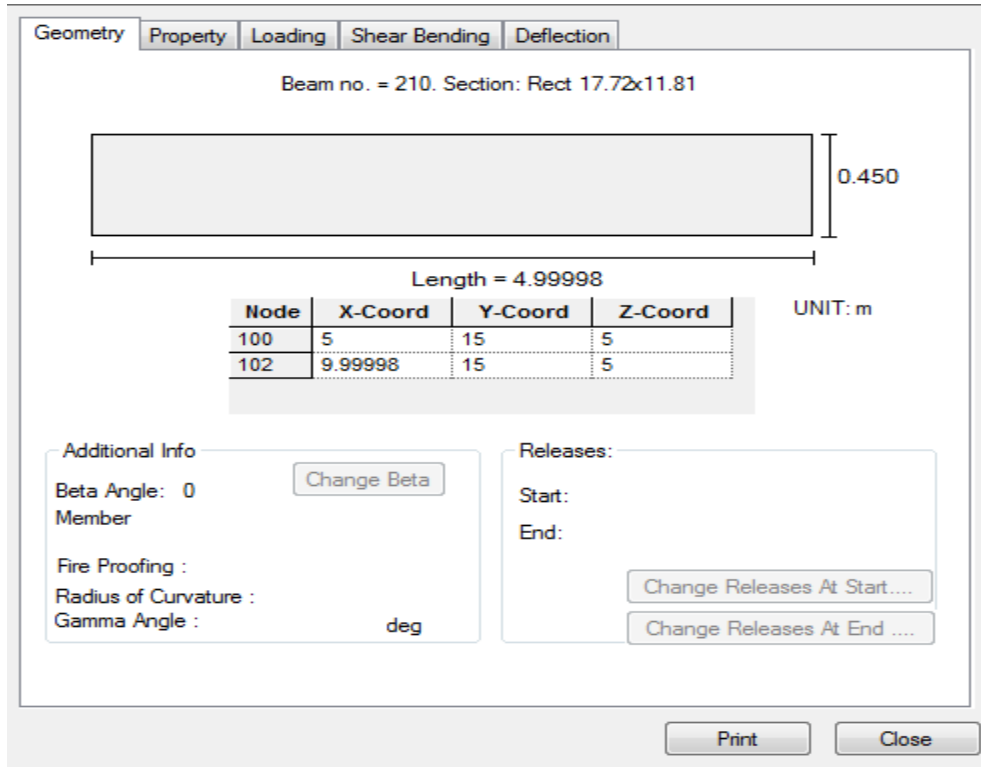 Geometry Property Loading Shear Bending Deflection
Beam no. = 210. Section: Rect 17.72x11.81
0.450
Length = 4.99998
UNIT: m
Node X-Coord Y-Coord Z-Coord
100 5 15 5
102 9.99998 15 5
Additional Info
Change Beta
Beta Angle: 0
Member
Fire Proofing :
Radius of Curvature :
Gamma Angle : deg
Releases:
Start:
End:
Change Releases At Start....
Change Releases At End ....
Print Close